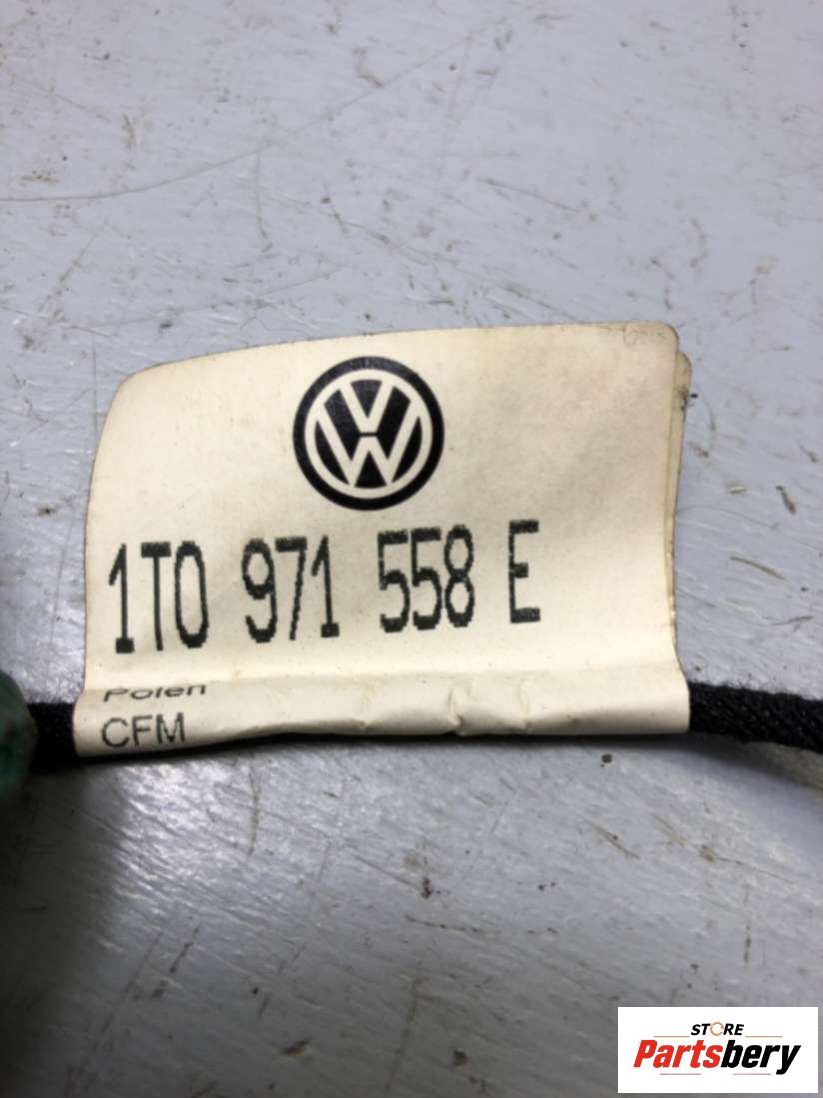 1T0 971 558 E
Polen
CFM
STORE
Partsbery